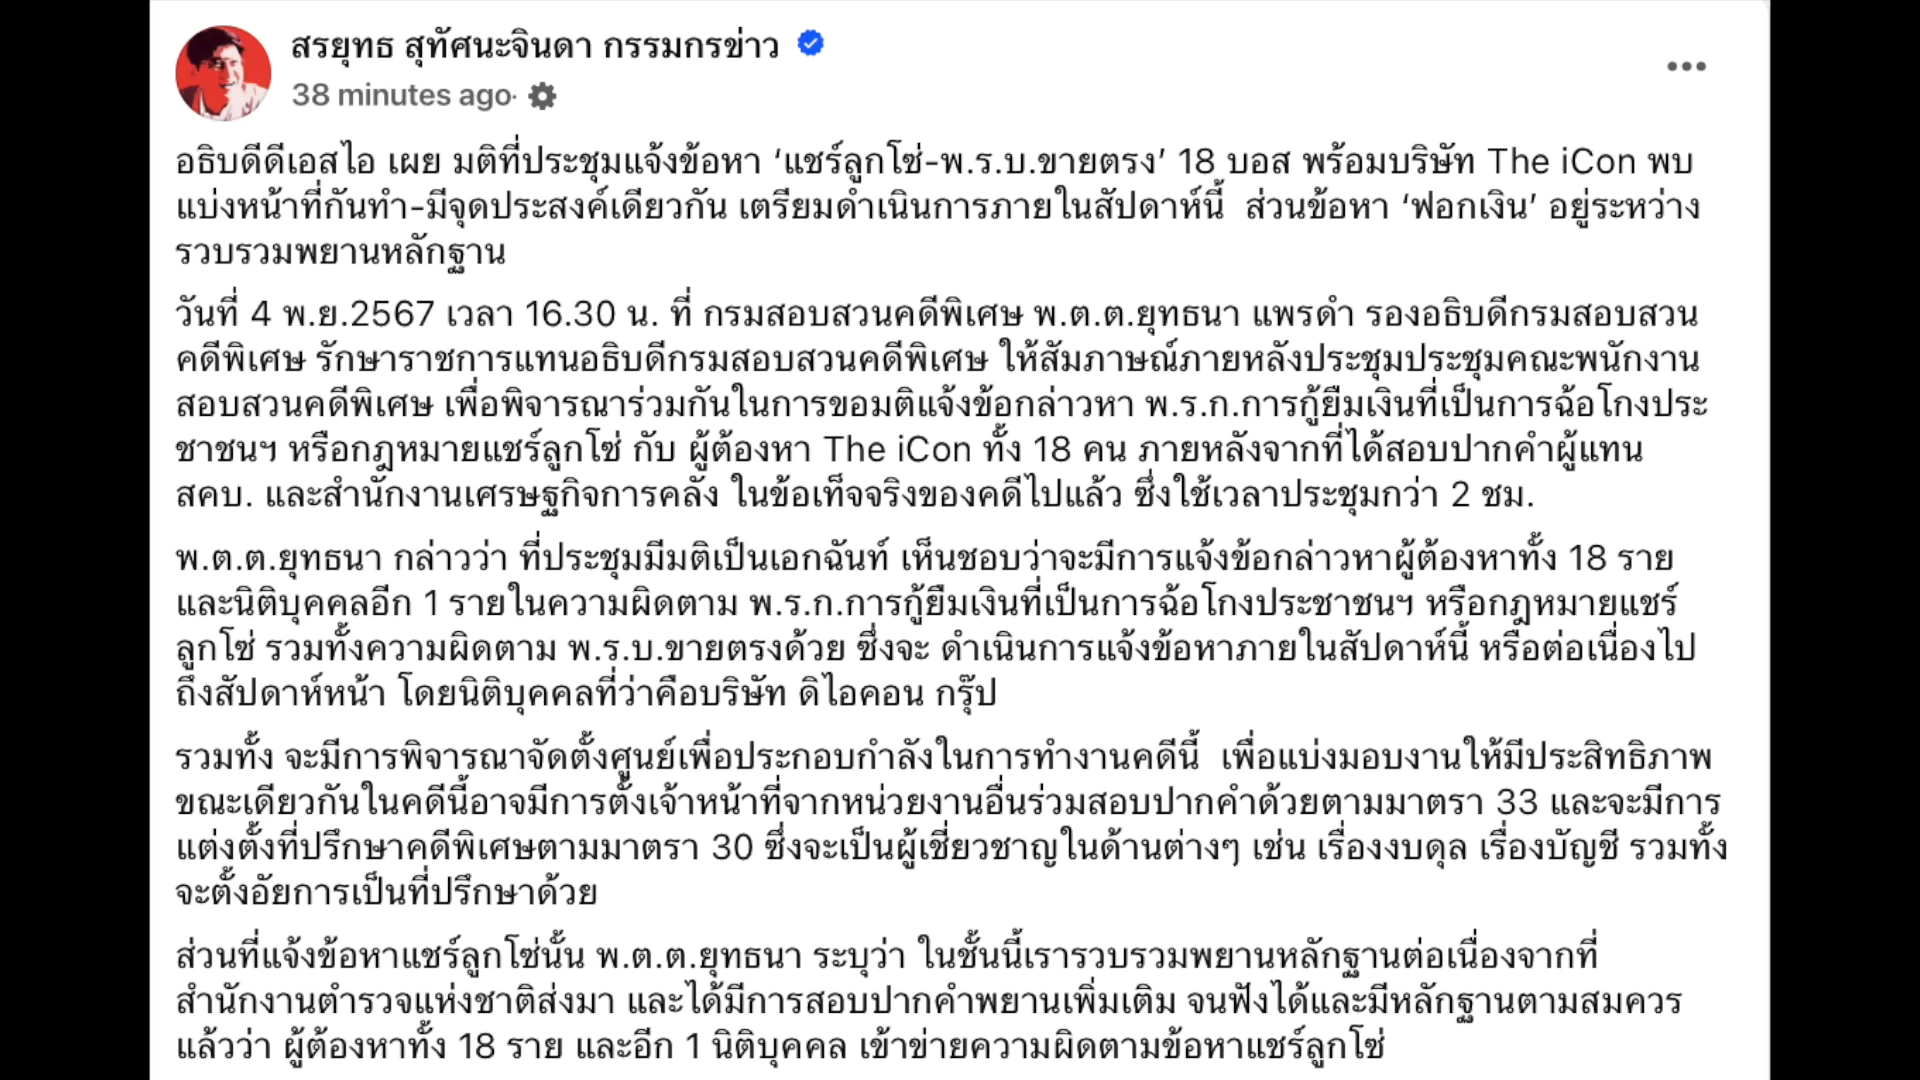 สรยุทธ สุทัศนะจินดา กรรมกรข่าว
38 minutes ago·
อธิบดีดีเอสไอ เผย มติที่ประชุมแจ้งข้อหา ‘แชร์ลูกโซ่-พ.ร.บ.ขายตรง’ 18 บอส พร้อมบริษัท The iCon พบ
แบ่งหน้าที่กันทำ-มีจุดประสงค์เดียวกัน เตรียมดำเนินการภายในสัปดาห์นี้ ส่วนข้อหา ‘ฟอกเงิน’ อยู่ระหว่าง
รวบรวมพยานหลักฐาน
วันที่ 4 พ.ย.2567 เวลา 16.30 น. ที่ กรมสอบสวนคดีพิเศษ พ.ต.ต.ยุทธนา แพรดำ รองอธิบดีกรมสอบสวน
คดีพิเศษ รักษาราชการแทนอธิบดีกรมสอบสวนคดีพิเศษ ให้สัมภาษณ์ภายหลังประชุมประชุมคณะพนักงาน
สอบสวนคดีพิเศษ เพื่อพิจารณาร่วมกันในการขอมติแจ้งข้อกล่าวหา พ.ร.ก.การกู้ยืมเงินที่เป็นการฉ้อโกงประ
ชาชนฯ หรือกฎหมายแชร์ลูกโซ่ กับ ผู้ต้องหา The iCon ทั้ง 18 คน ภายหลังจากที่ได้สอบปากคำผู้แทน
สคบ. และสำนักงานเศรษฐกิจการคลัง ในข้อเท็จจริงของคดีไปแล้ว ซึ่งใช้เวลาประชุมกว่า 2 ชม.
พ.ต.ต.ยุทธนา กล่าวว่า ที่ประชุมมีมติเป็นเอกฉันท์ เห็นชอบว่าจะมีการแจ้งข้อกล่าวหาผู้ต้องหาทั้ง 18 ราย
และนิติบุคคลอีก 1 รายในความผิดตาม พ.ร.ก.การกู้ยืมเงินที่เป็นการฉ้อโกงประชาชนฯ หรือกฎหมายแชร์
ลูกโซ่ รวมทั้งความผิดตาม พ.ร.บ.ขายตรงด้วย ซึ่งจะ ดำเนินการแจ้งข้อหาภายในสัปดาห์นี้ หรือต่อเนื่องไป
ถึงสัปดาห์หน้า โดยนิติบุคคลที่ว่าคือบริษัท ดิไอคอน กรุ๊ป
รวมทั้ง จะมีการพิจารณาจัดตั้งศูนย์เพื่อประกอบกำลังในการทำงานคดีนี้ เพื่อแบ่งมอบงานให้มีประสิทธิภาพ
ขณะเดียวกันในคดีนี้อาจมีการตั้งเจ้าหน้าที่จากหน่วยงานอื่นร่วมสอบปากคำด้วยตามมาตรา 33 และจะมีการ
แต่งตั้งที่ปรึกษาคดีพิเศษตามมาตรา 30 ซึ่งจะเป็นผู้เชี่ยวชาญในด้านต่างๆ เช่น เรื่องงบดุล เรื่องบัญชี รวมทั้ง
จะตั้งอัยการเป็นที่ปรึกษาด้วย
ส่วนที่แจ้งข้อหาแชร์ลูกโซ่นั้น พ.ต.ต.ยุทธนา ระบุว่า ในชั้นนี้เรารวบรวมพยานหลักฐานต่อเนื่องจากที่
สำนักงานตำรวจแห่งชาติส่งมา และได้มีการสอบปากคำพยานเพิ่มเติม จนฟังได้และมีหลักฐานตามสมควร
แล้วว่า ผู้ต้องหาทั้ง 18 ราย และอีก 1 นิติบุคคล เข้าข่ายความผิดตามข้อหาแชร์ลูกโซ่